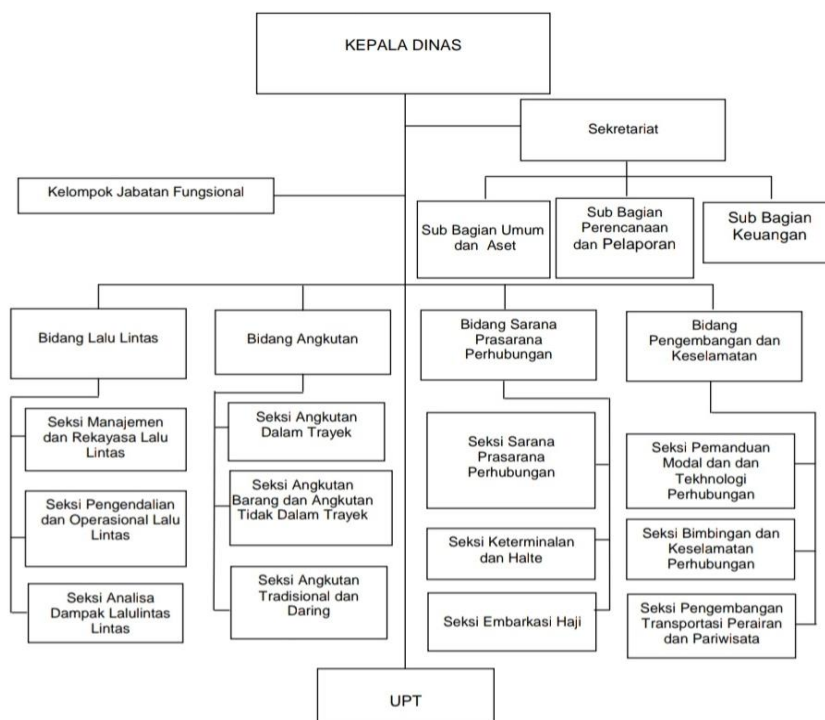 KEPALA DINAS
Sekretariat
Kelompok Jabatan Fungsional
Sub Bagian Umum
dan Aset
Sub Bagian
Perencanaan
dan Pelaporan
Sub Bagian
Keuangan
Bidang Lalu Lintas
Bidang Angkutan
Bidang Sarana
Prasarana
Perhubungan
Bidang
Pengembangan dan
Keselamatan
Seksi Manajemen
dan Rekayasa Lalu
Lintas
Seksi Pengendalian
dan Operasional Lalu
Lintas
Seksi Analisa
Dampak Lalulintas
Lintas
Seksi Angkutan
Dalam Trayek
Seksi Angkutan
Barang dan Angkutan
Tidak Dalam Trayek
Seksi Angkutan
Tradisional dan
Daring
Seksi Sarana
Prasarana
Perhubungan
Seksi Keterminalan
dan Halte
Seksi Embarkasi Haji
Seksi Pemanduan
Modal dan dan
Tekhnologi
Perhubungan
Seksi Bimbingan dan
Keselamatan
Perhubungan
Seksi Pengembangan
Transportasi Perairan
dan Pariwisata
UPT